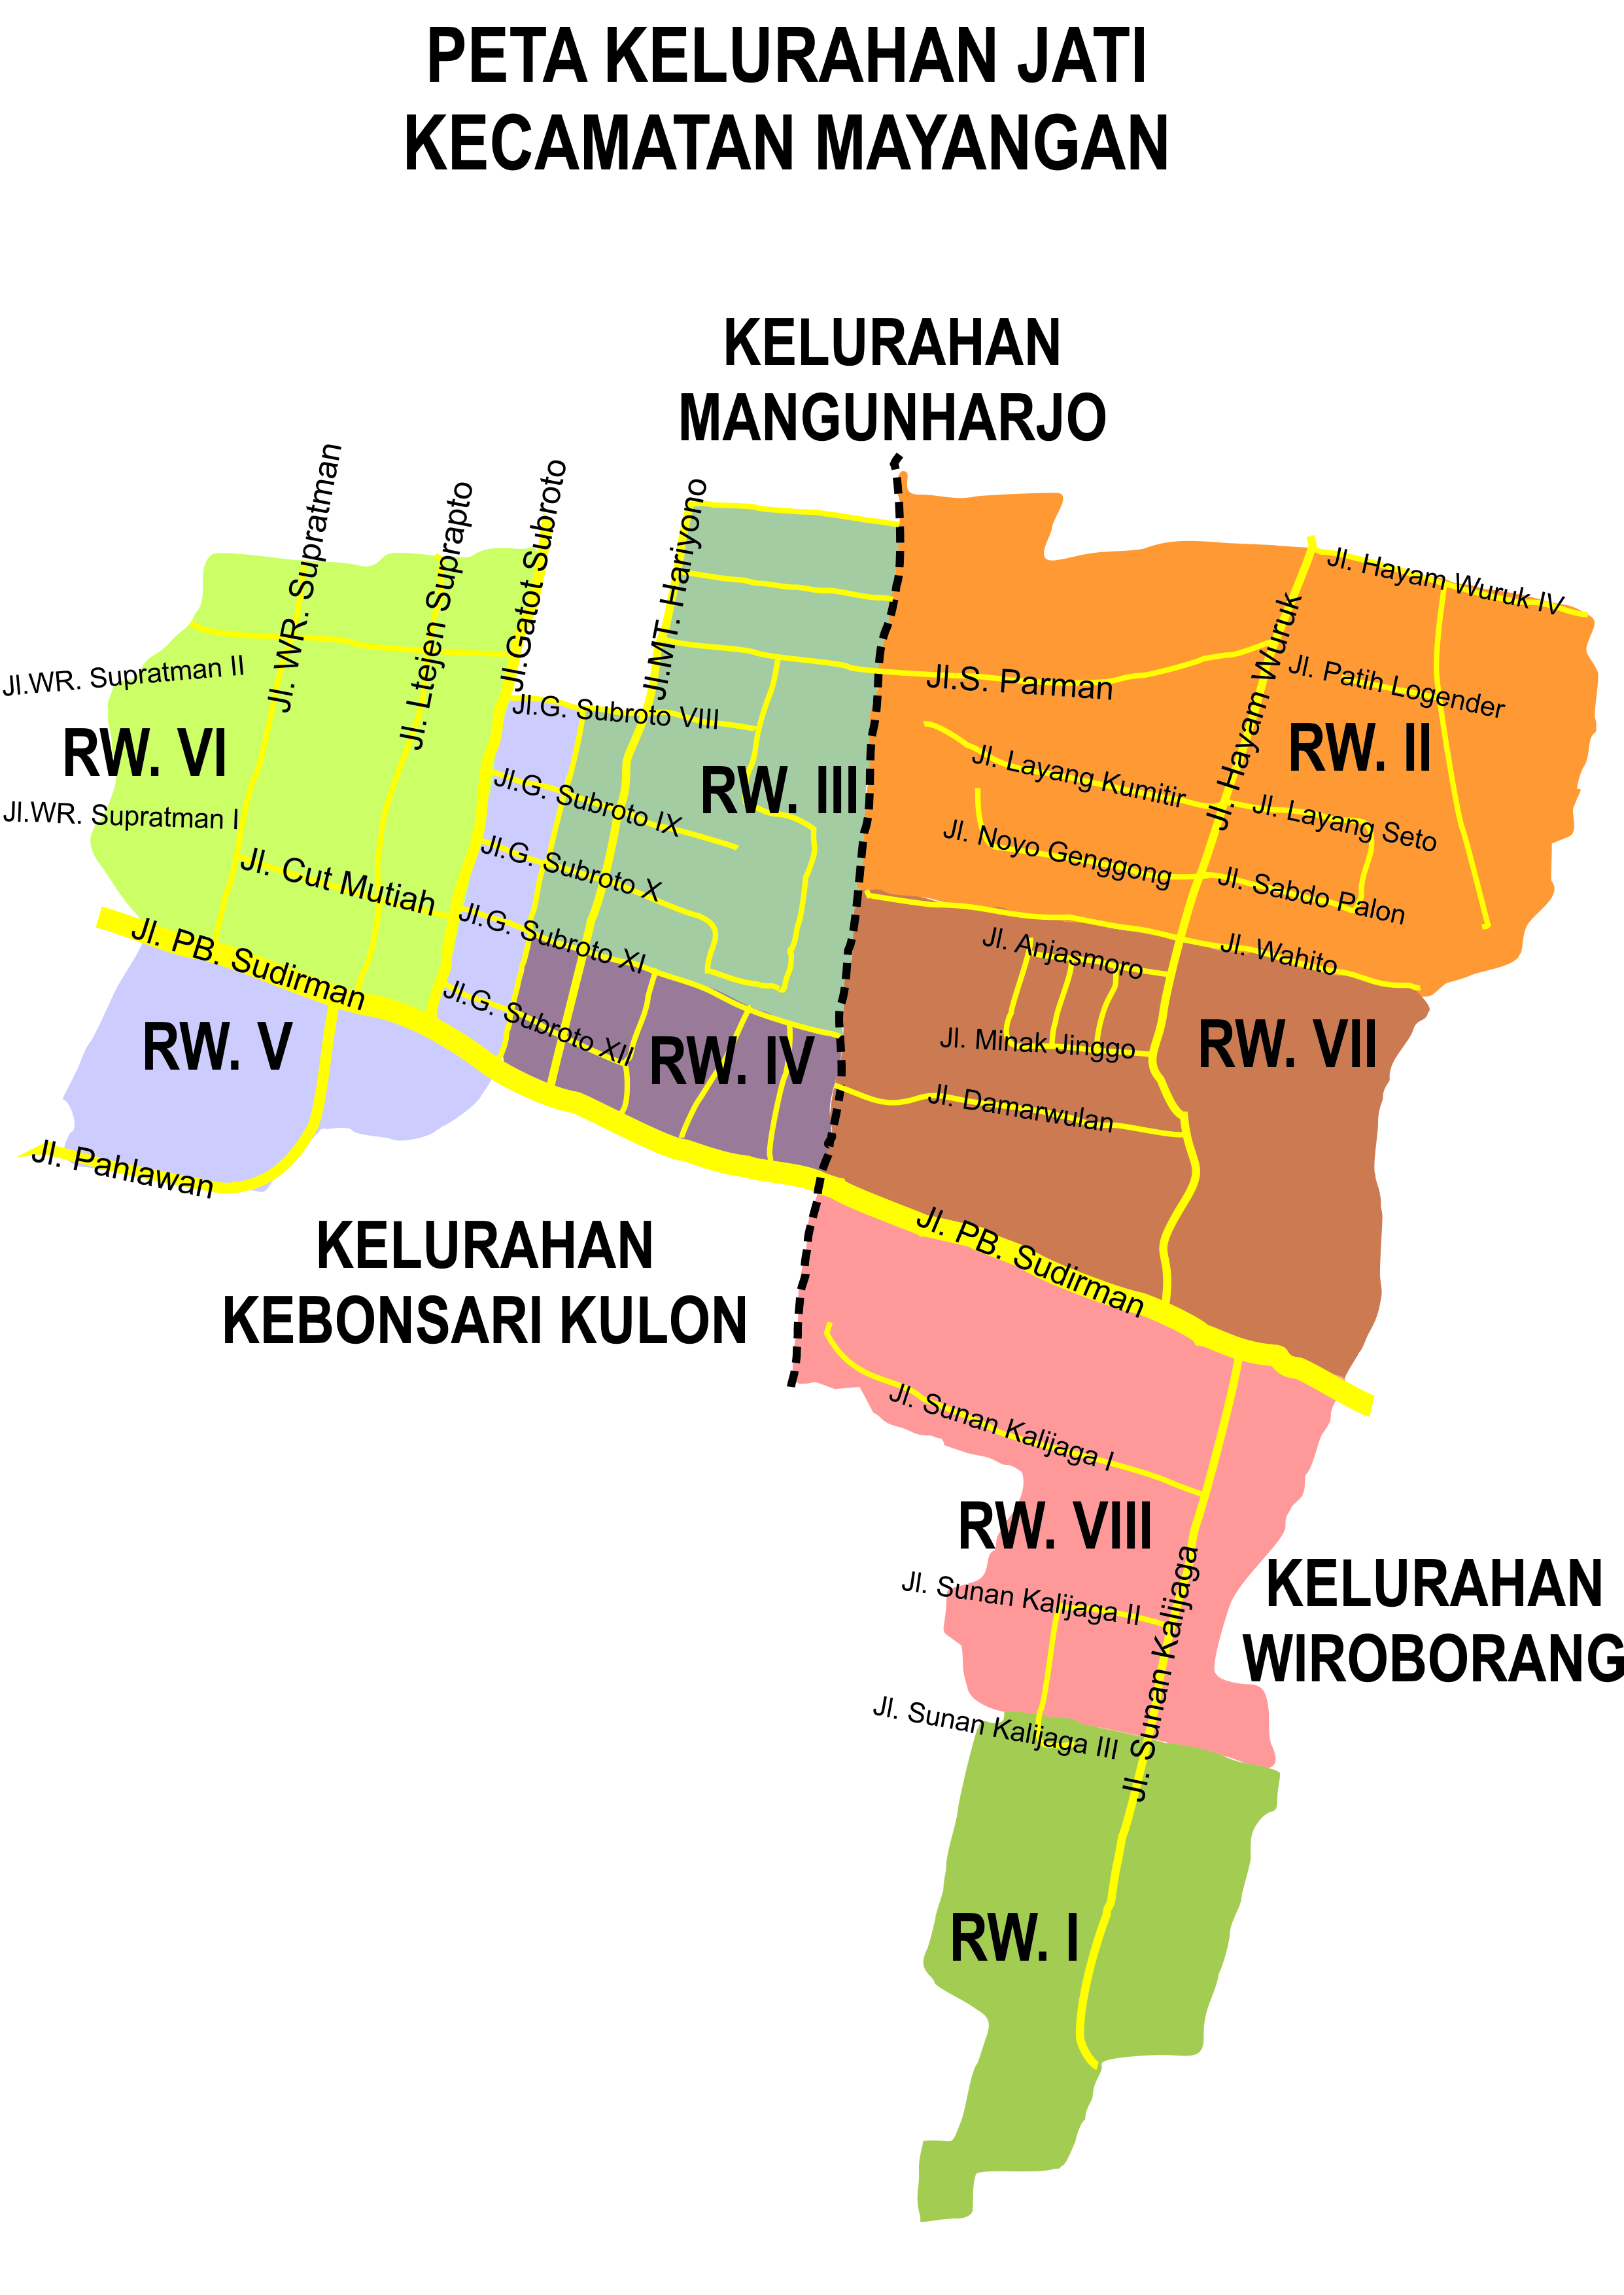 PETA KELURAHAN JATI
KECAMATAN MAYANGAN
KELURAHAN
MANGUNHARJO
Jl. WR. Supratman
Jl. Ltejen Suprapto
Jl.Gatot Subroto
Jl.MT. Hariyono
Jl. Hayam Wuruk IV
Jl. Hayam Wuruk
Jl.WR. Supratman II
Jl.S. Parman
Jl. Patih Logender
Jl.G. Subroto VIII
RW. VI
RW. III
RW. II
Jl.G. Subroto IX
Jl. Layang Kumitir
Jl. Layang Seto
Jl.WR. Supratman I
Jl. Cut Mutiah
Jl.G. Subroto X
Jl. Noyo Genggong
Jl. Sabdo Palon
Jl.G. Subroto XI
Jl. Anjasmoro
Jl. Wahito
Jl. PB. Sudirman
Jl.G. Subroto XII
RW. V
RW. IV
Jl. Minak Jinggo
RW. VII
Jl. Damarwulan
Jl. Pahlawan
Jl. PB. Sudirman
KELURAHAN
KEBONSARI KULON
Jl. Sunan Kalijaga I
RW. VIII
Jl. Sunan Kalijaga II
Jl. Sunan Kalijaga
KELURAHAN
WIROBORANG
Jl. Sunan Kalijaga III
RW. I